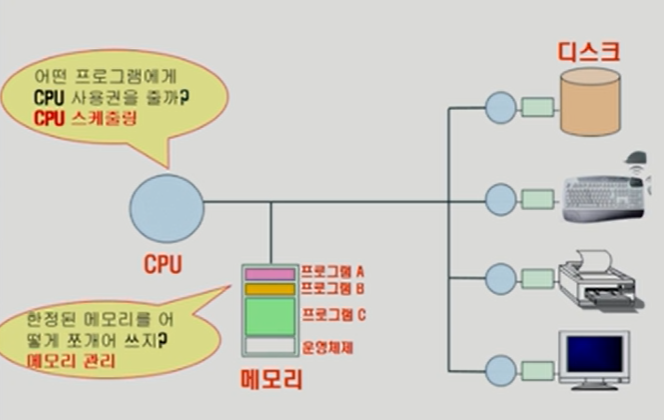 어떤 프로그램에게
CPU 사용권을 줄까?
CPU 스케줄링
디스크
CPU
프로그램 A
프로그램 B
프로그램 C
운영체제
메모리
한정된 메모리를 어
떻게 쪼개어 쓰지?
메모리 관리